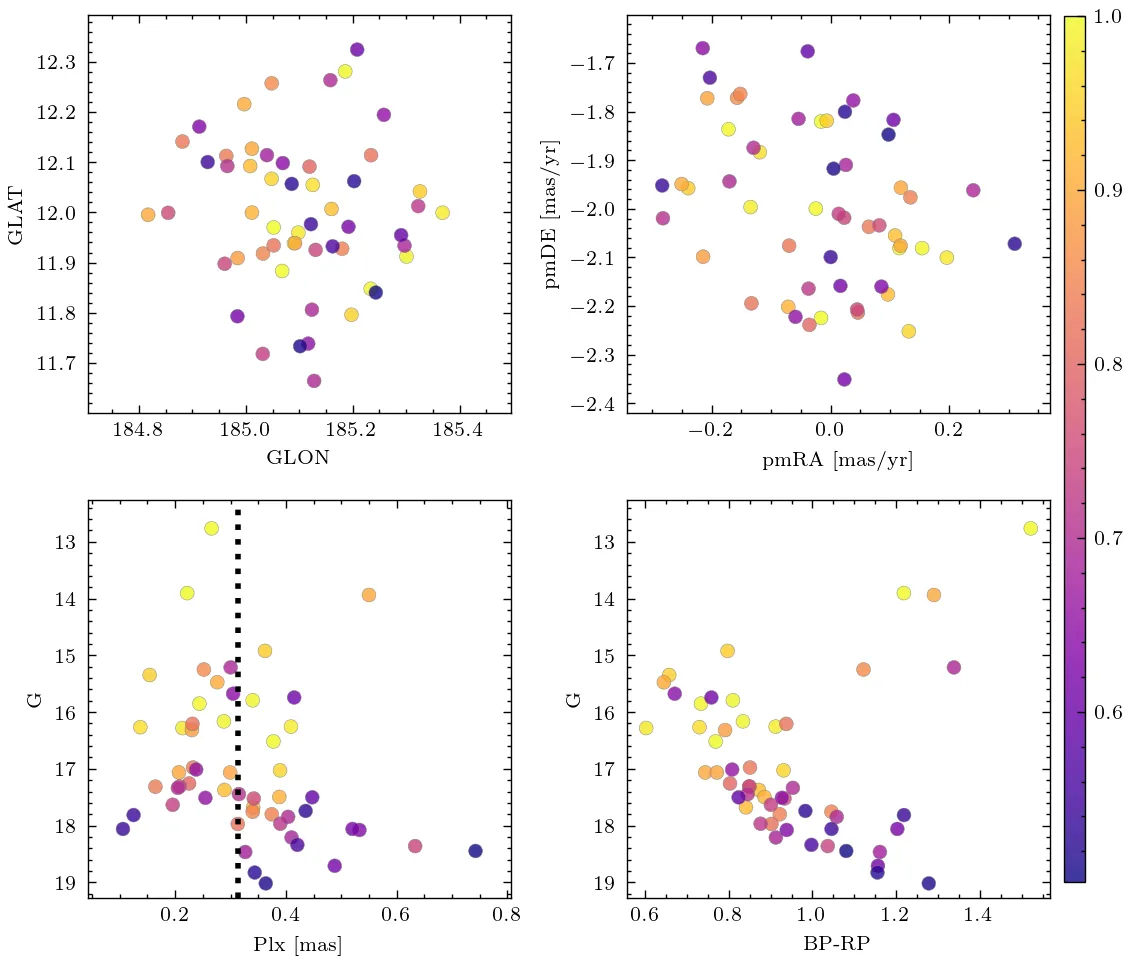 12.3
12.2
12.1
12.0
11.9
11.8
11.7
GLAT
184.8 185.0 185.2 185.4
GLON
−1.7
−1.8
−1.9
−2.0
−2.1
−2.2
−2.3
−2.4
pmDE [mas/yr]
−0.2 0.0 0.2
pmRA [mas/yr]
1.0
0.9
0.8
0.7
0.6
13
14
15
16
17
18
19
G
0.2 0.4 0.6 0.8
Plx [mas]
13
14
15
16
17
18
19
G
0.6 0.8 1.0 1.2 1.4
BP-RP